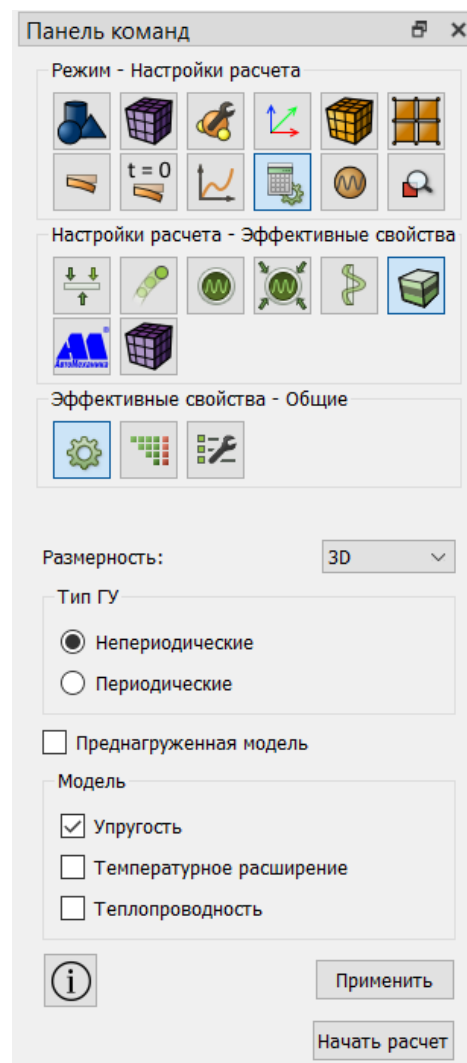 Панель команд
Режим - Настройки расчета
t = 0
Настройки расчета - Эффективные свойства
АвтоМеханика
Эффективные свойства - Общие
Размерность: 3D
Тип ГУ
Непериодические
Периодические
Преднагруженная модель
Модель
Упругость
Температурное расширение
Теплопроводность
Применить
Начать расчет